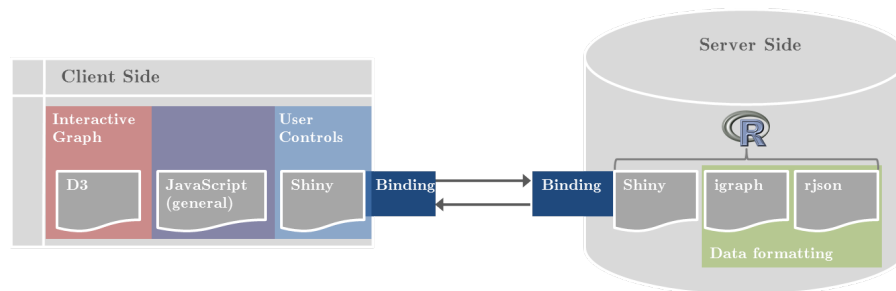 Client Side
Interactive
Graph
User
Controls
D3
JavaScript
(general)
Shiny
Binding
Server Side
R
Binding
Shiny
igraph
rjson
Data formatting